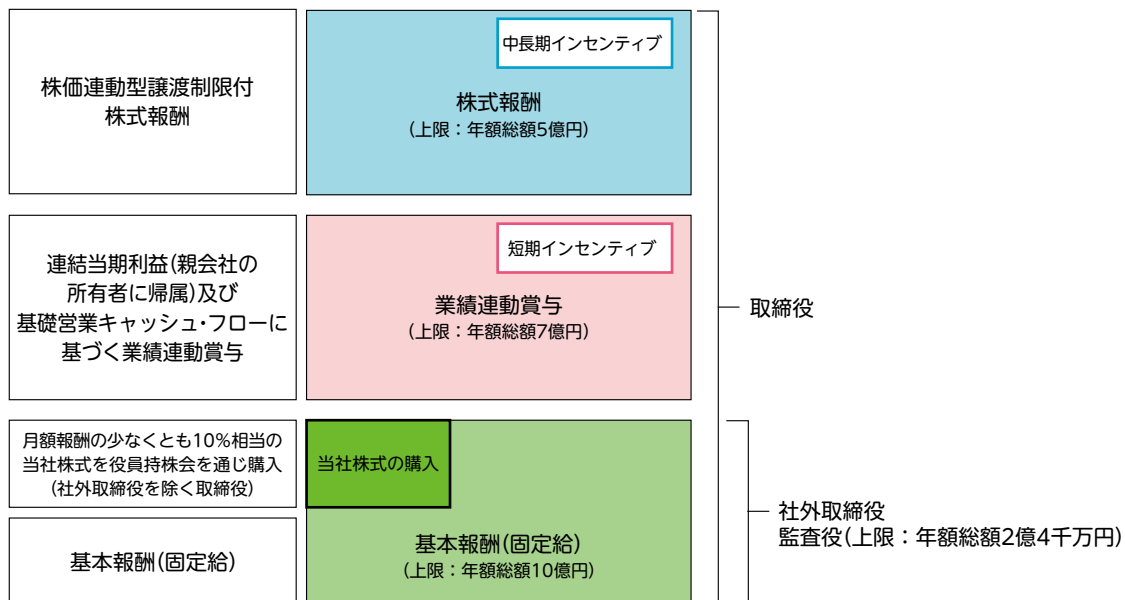 株価連動型譲渡制限付
株式報酬
中長期インセンティブ
株式報酬
(上限：年額総額5億円)
連結当期利益(親会社の
所有者に帰属)及び
基礎営業キャッシュ・フローに
基づく業績連動賞与
短期インセンティブ
業績連動賞与
(上限：年額総額7億円)
取締役
月額報酬の少なくとも10%相当の
当社株式を役員持株会を通じ購入
(社外取締役を除く取締役)
当社株式の購入
基本報酬(固定給)
基本報酬(固定給)
(上限：年額総額10億円)
社外取締役
監査役(上限：年額総額2億4千万円)